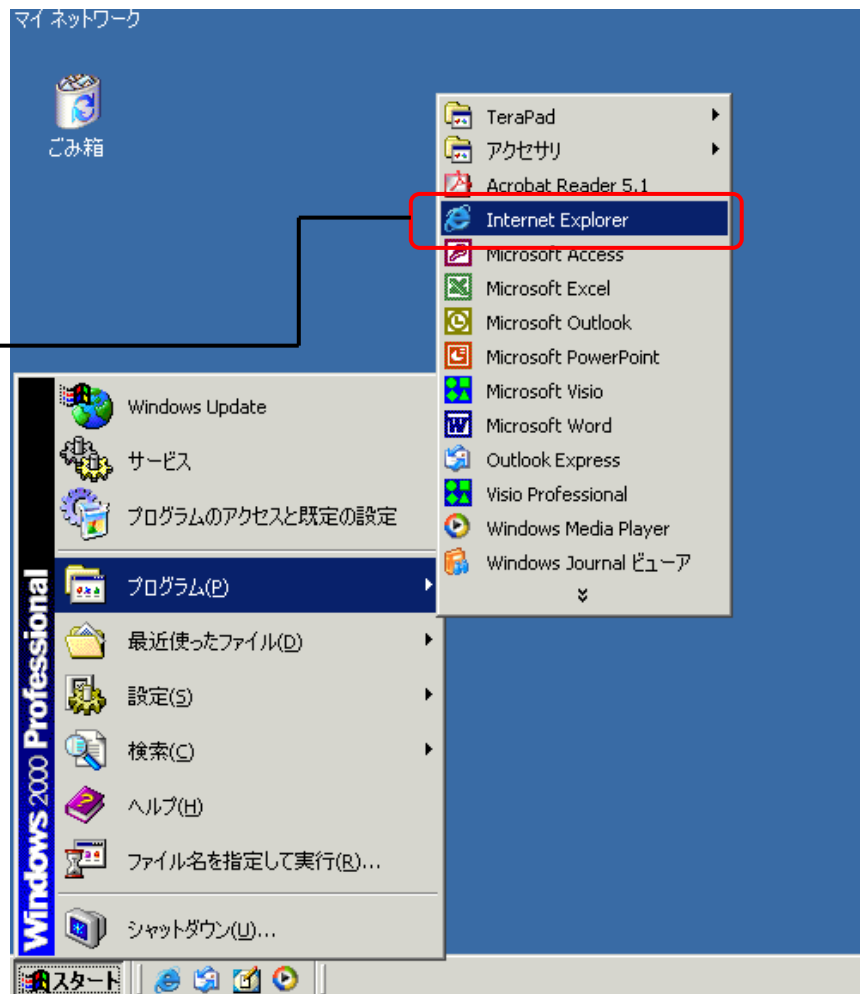 マイ ネットワーク
ごみ箱
TeraPad
アクセサリ
Acrobat Reader 5.1
Internet Explorer
Microsoft Access
Microsoft Excel
Microsoft Outlook
Microsoft PowerPoint
Microsoft Visio
Microsoft Word
Outlook Express
Visio Professional
Windows Media Player
Windows Journal ビューア
Windows Update
サービス
プログラムのアクセスと既定の設定
プログラム(P)
最近使ったファイル(D)
設定(S)
検索(C)
ヘルプ(H)
ファイル名を指定して実行(R)...
シャットダウン(U)...
Windows 2000 Professional
スタート